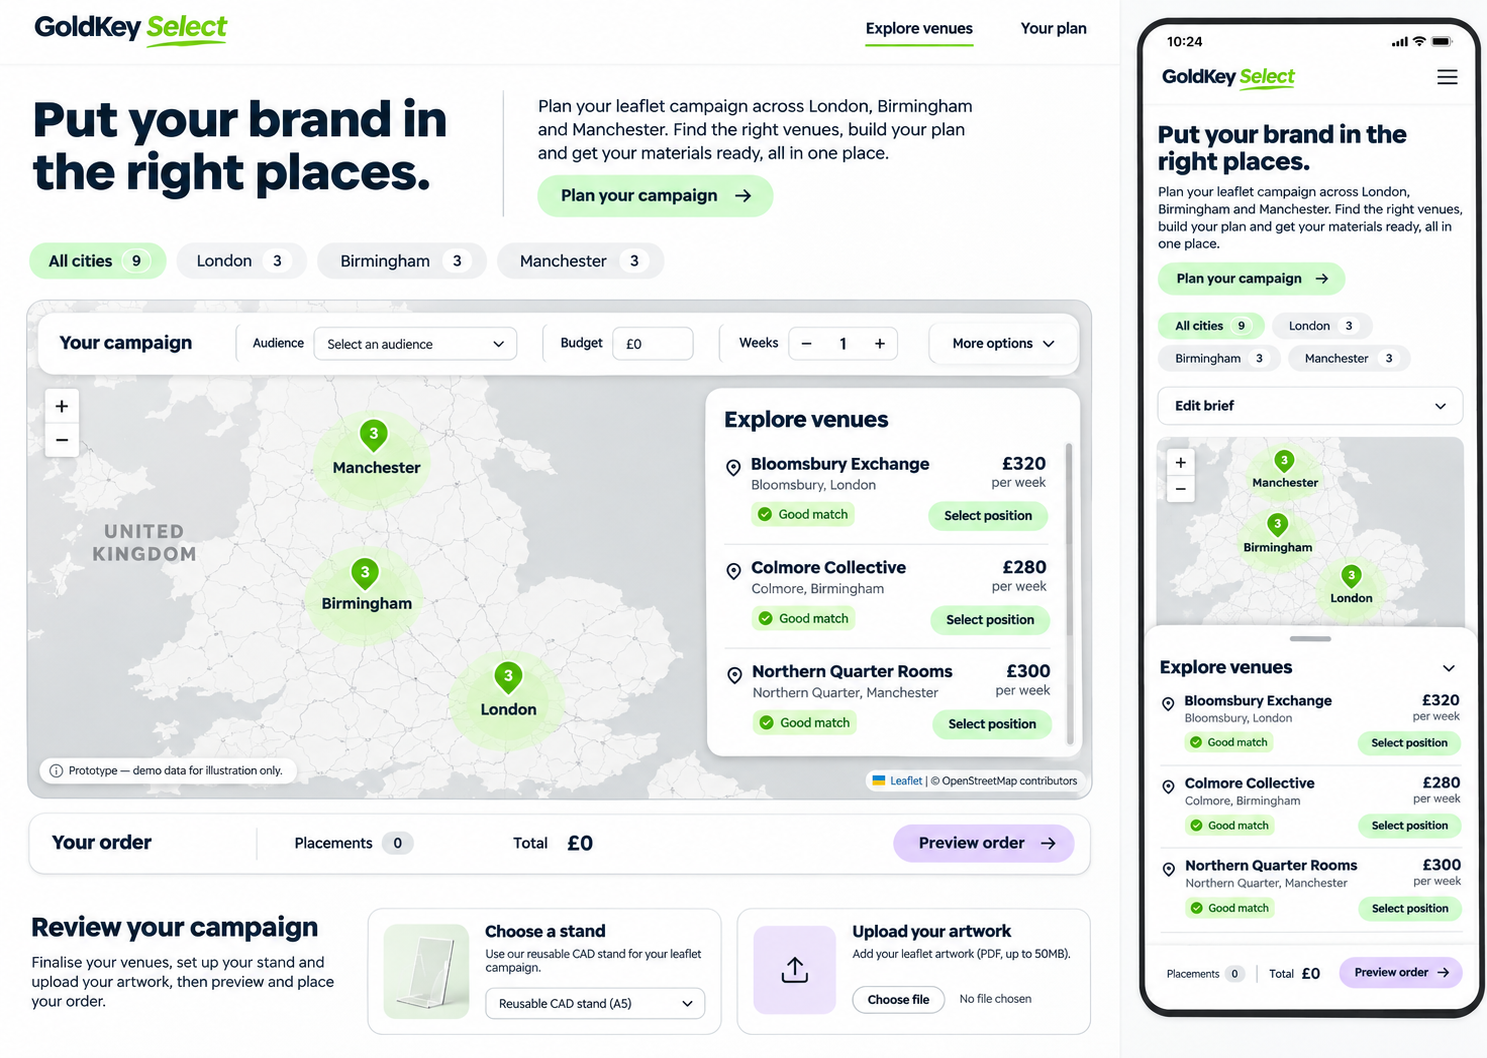 GoldKey Select
Explore venues
Your plan
Put your brand in
the right places.
Plan your leaflet campaign across London, Birmingham
and Manchester. Find the right venues, build your plan
and get your materials ready, all in one place.
Plan your campaign →
All cities 9
London 3
Birmingham 3
Manchester 3
Your campaign
Audience
Select an audience
Budget
£0
Weeks
− 1 +
More options
+
−
3
Manchester
UNITED
KINGDOM
3
Birmingham
3
London
Explore venues
Bloomsbury Exchange
£320
Bloomsbury, London
per week
Good match
Select position
Colmore Collective
£280
Colmore, Birmingham
per week
Good match
Select position
Northern Quarter Rooms
£300
Northern Quarter, Manchester
per week
Good match
Select position
Prototype — demo data for illustration only.
Leaflet | © OpenStreetMap contributors
Your order
Placements 0
Total £0
Preview order →
Review your campaign
Finalise your venues, set up your stand and
upload your artwork, then preview and place
your order.
Choose a stand
Use our reusable CAD stand for your leaflet
campaign.
Reusable CAD stand (A5)
Upload your artwork
Add your leaflet artwork (PDF, up to 50MB).
Choose file
No file chosen
10:24
GoldKey Select
Put your brand in the
right places.
Plan your leaflet campaign across London,
Birmingham and Manchester. Find the right venues,
build your plan and get your materials ready, all in
one place.
Plan your campaign →
All cities 9
London 3
Birmingham 3
Manchester 3
Edit brief
+
−
3
Manchester
3
Birmingham
3
London
Explore venues
Bloomsbury Exchange
£320
Bloomsbury, London
per week
Good match
Select position
Colmore Collective
£280
Colmore, Birmingham
per week
Good match
Select position
Northern Quarter Rooms
£300
Northern Quarter, Manchester
per week
Good match
Select position
Placements 0
Total £0
Preview order →